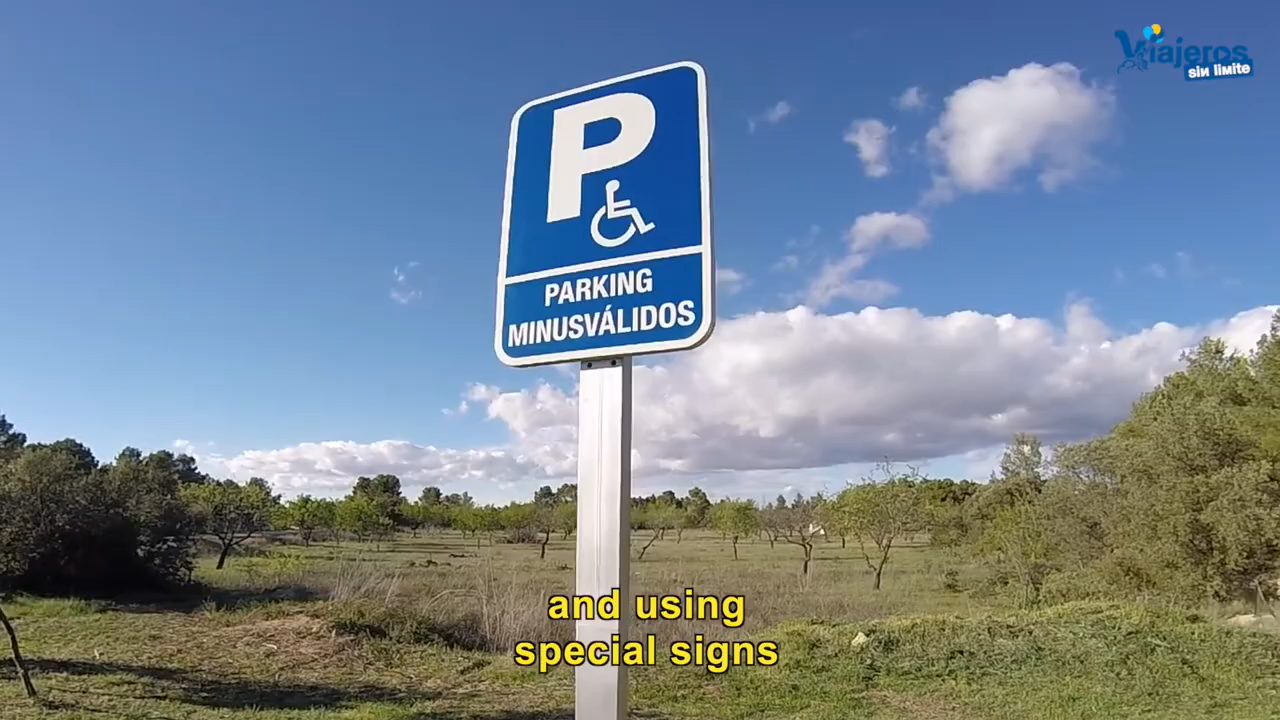 Viajeros
sin limite
P
PARKING
MINUSVÁLIDOS
and using
special signs